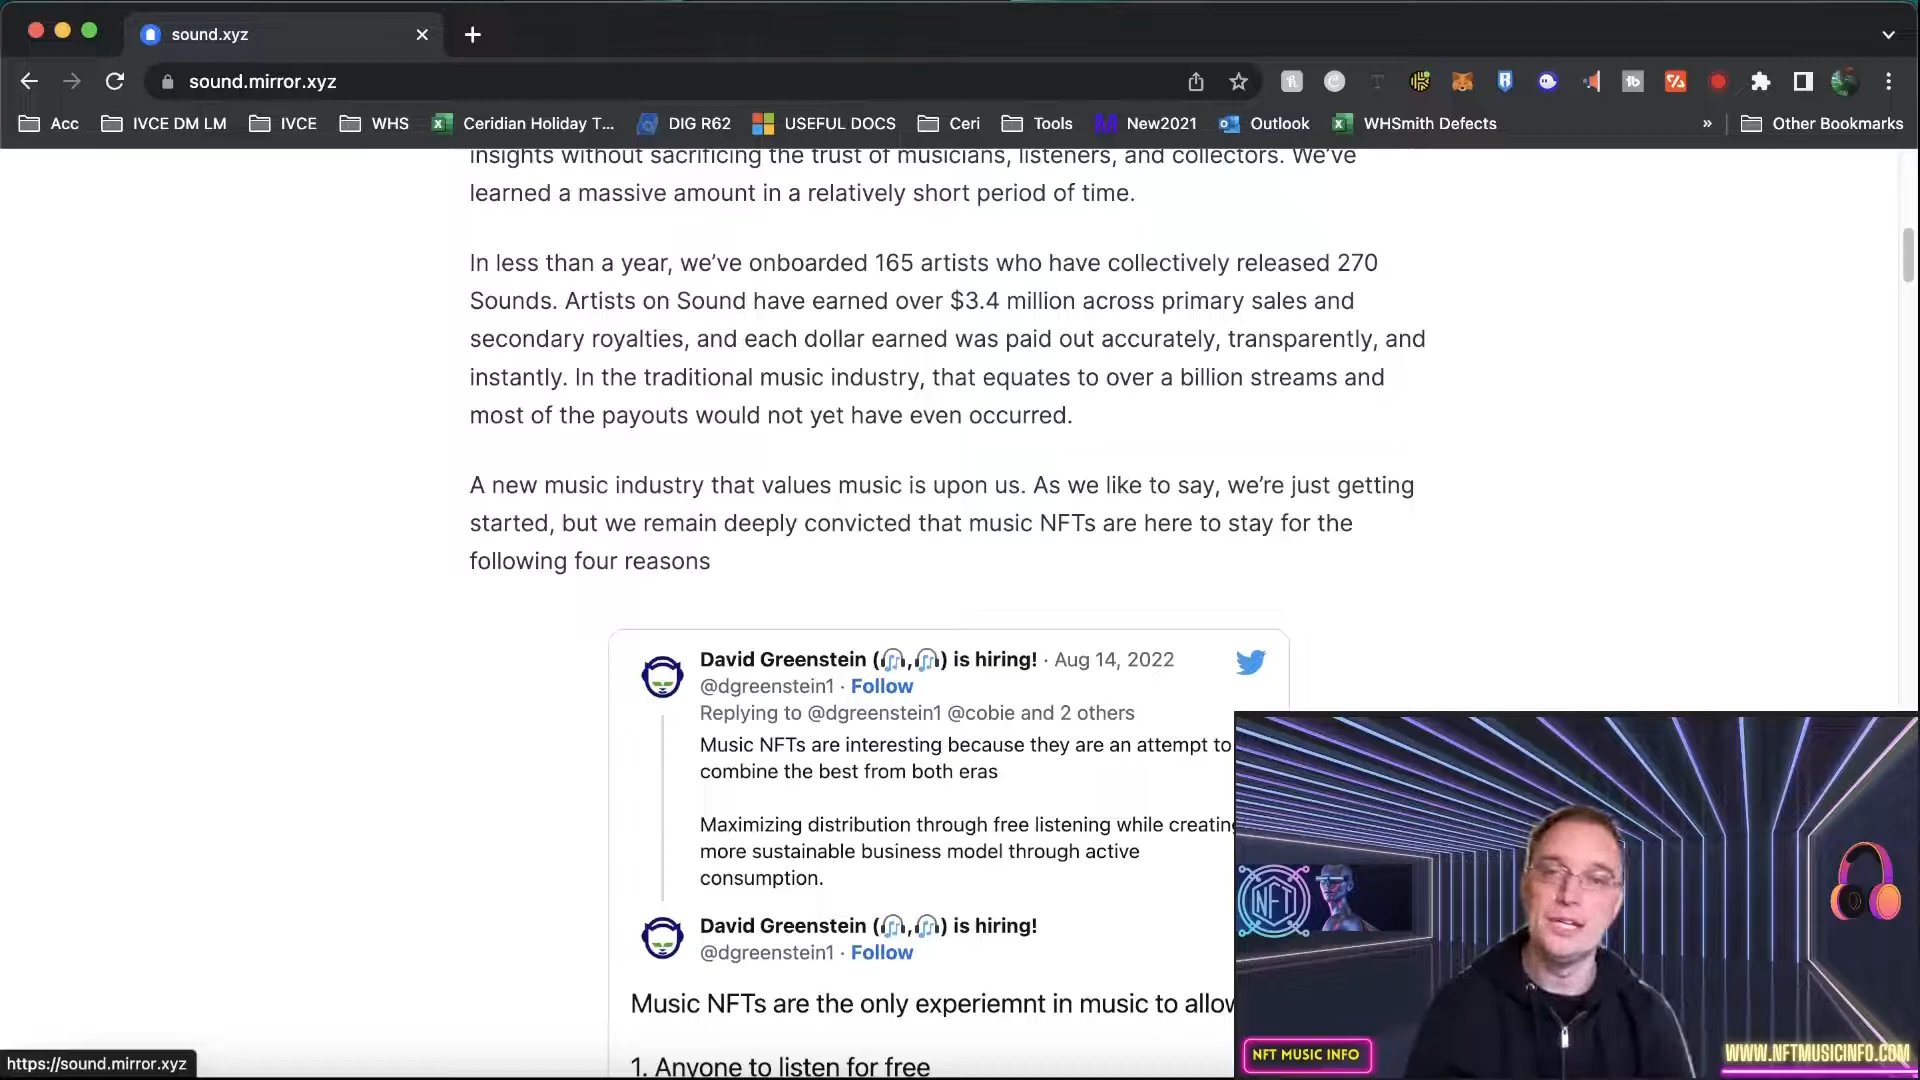 sound.xyz
sound.mirror.xyz
Acc IVCE DM LM IVCE WHS Ceridian Holiday T... DIG R62 USEFUL DOCS Ceri Tools New2021 Outlook WHSmith Defects » Other Bookmarks
insights without sacrificing the trust of musicians, listeners, and collectors. We’ve
learned a massive amount in a relatively short period of time.
In less than a year, we’ve onboarded 165 artists who have collectively released 270
Sounds. Artists on Sound have earned over $3.4 million across primary sales and
secondary royalties, and each dollar earned was paid out accurately, transparently, and
instantly. In the traditional music industry, that equates to over a billion streams and
most of the payouts would not yet have even occurred.
A new music industry that values music is upon us. As we like to say, we’re just getting
started, but we remain deeply convicted that music NFTs are here to stay for the
following four reasons
David Greenstein (🎧,🎧) is hiring! · Aug 14, 2022
@dgreenstein1 · Follow
Replying to @dgreenstein1 @cobie and 2 others
Music NFTs are interesting because they are an attempt to
combine the best from both eras
Maximizing distribution through free listening while creating
more sustainable business model through active
consumption.
David Greenstein (🎧,🎧) is hiring!
@dgreenstein1 · Follow
Music NFTs are the only experiemnt in music to allow
1. Anyone to listen for free
NFT
NFT MUSIC INFO
WWW.NFTMUSICINFO.COM
https://sound.mirror.xyz